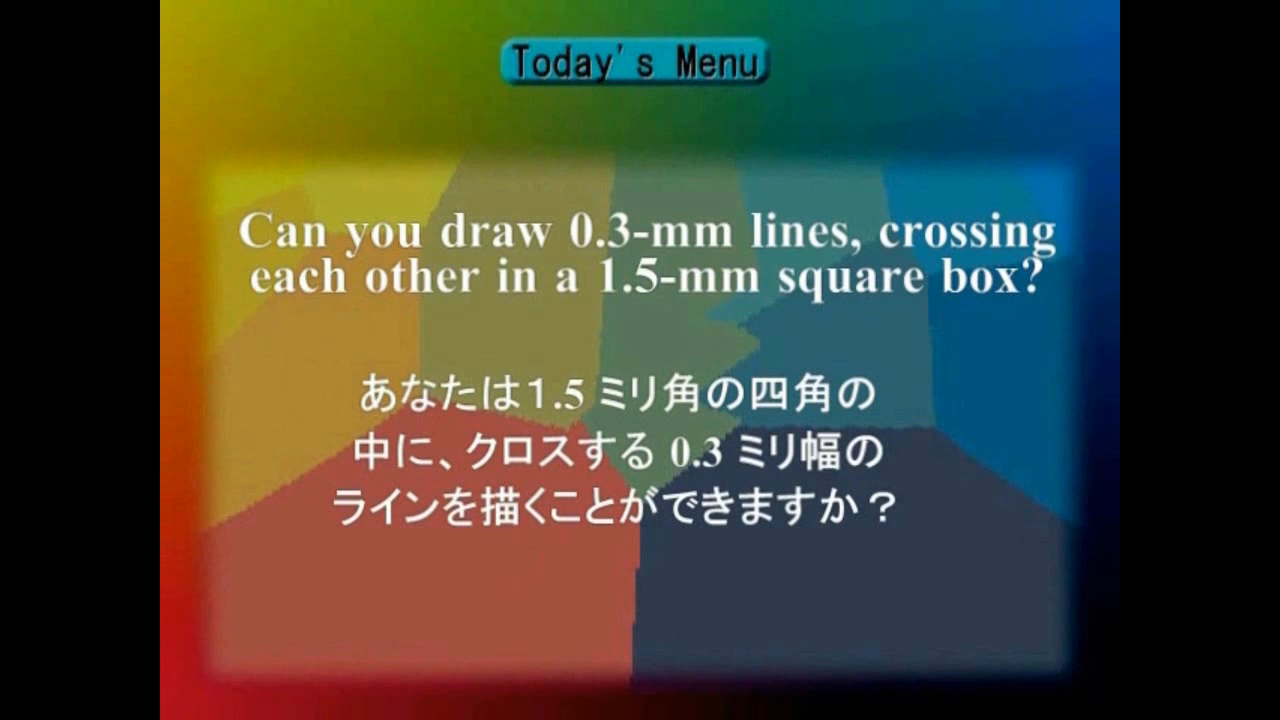 Today's Menu
Can you draw 0.3-mm lines, crossing
each other in a 1.5-mm square box?
あなたは1.5 ミリ角の四角の
中に、クロスする 0.3 ミリ幅の
ラインを描くことができますか？